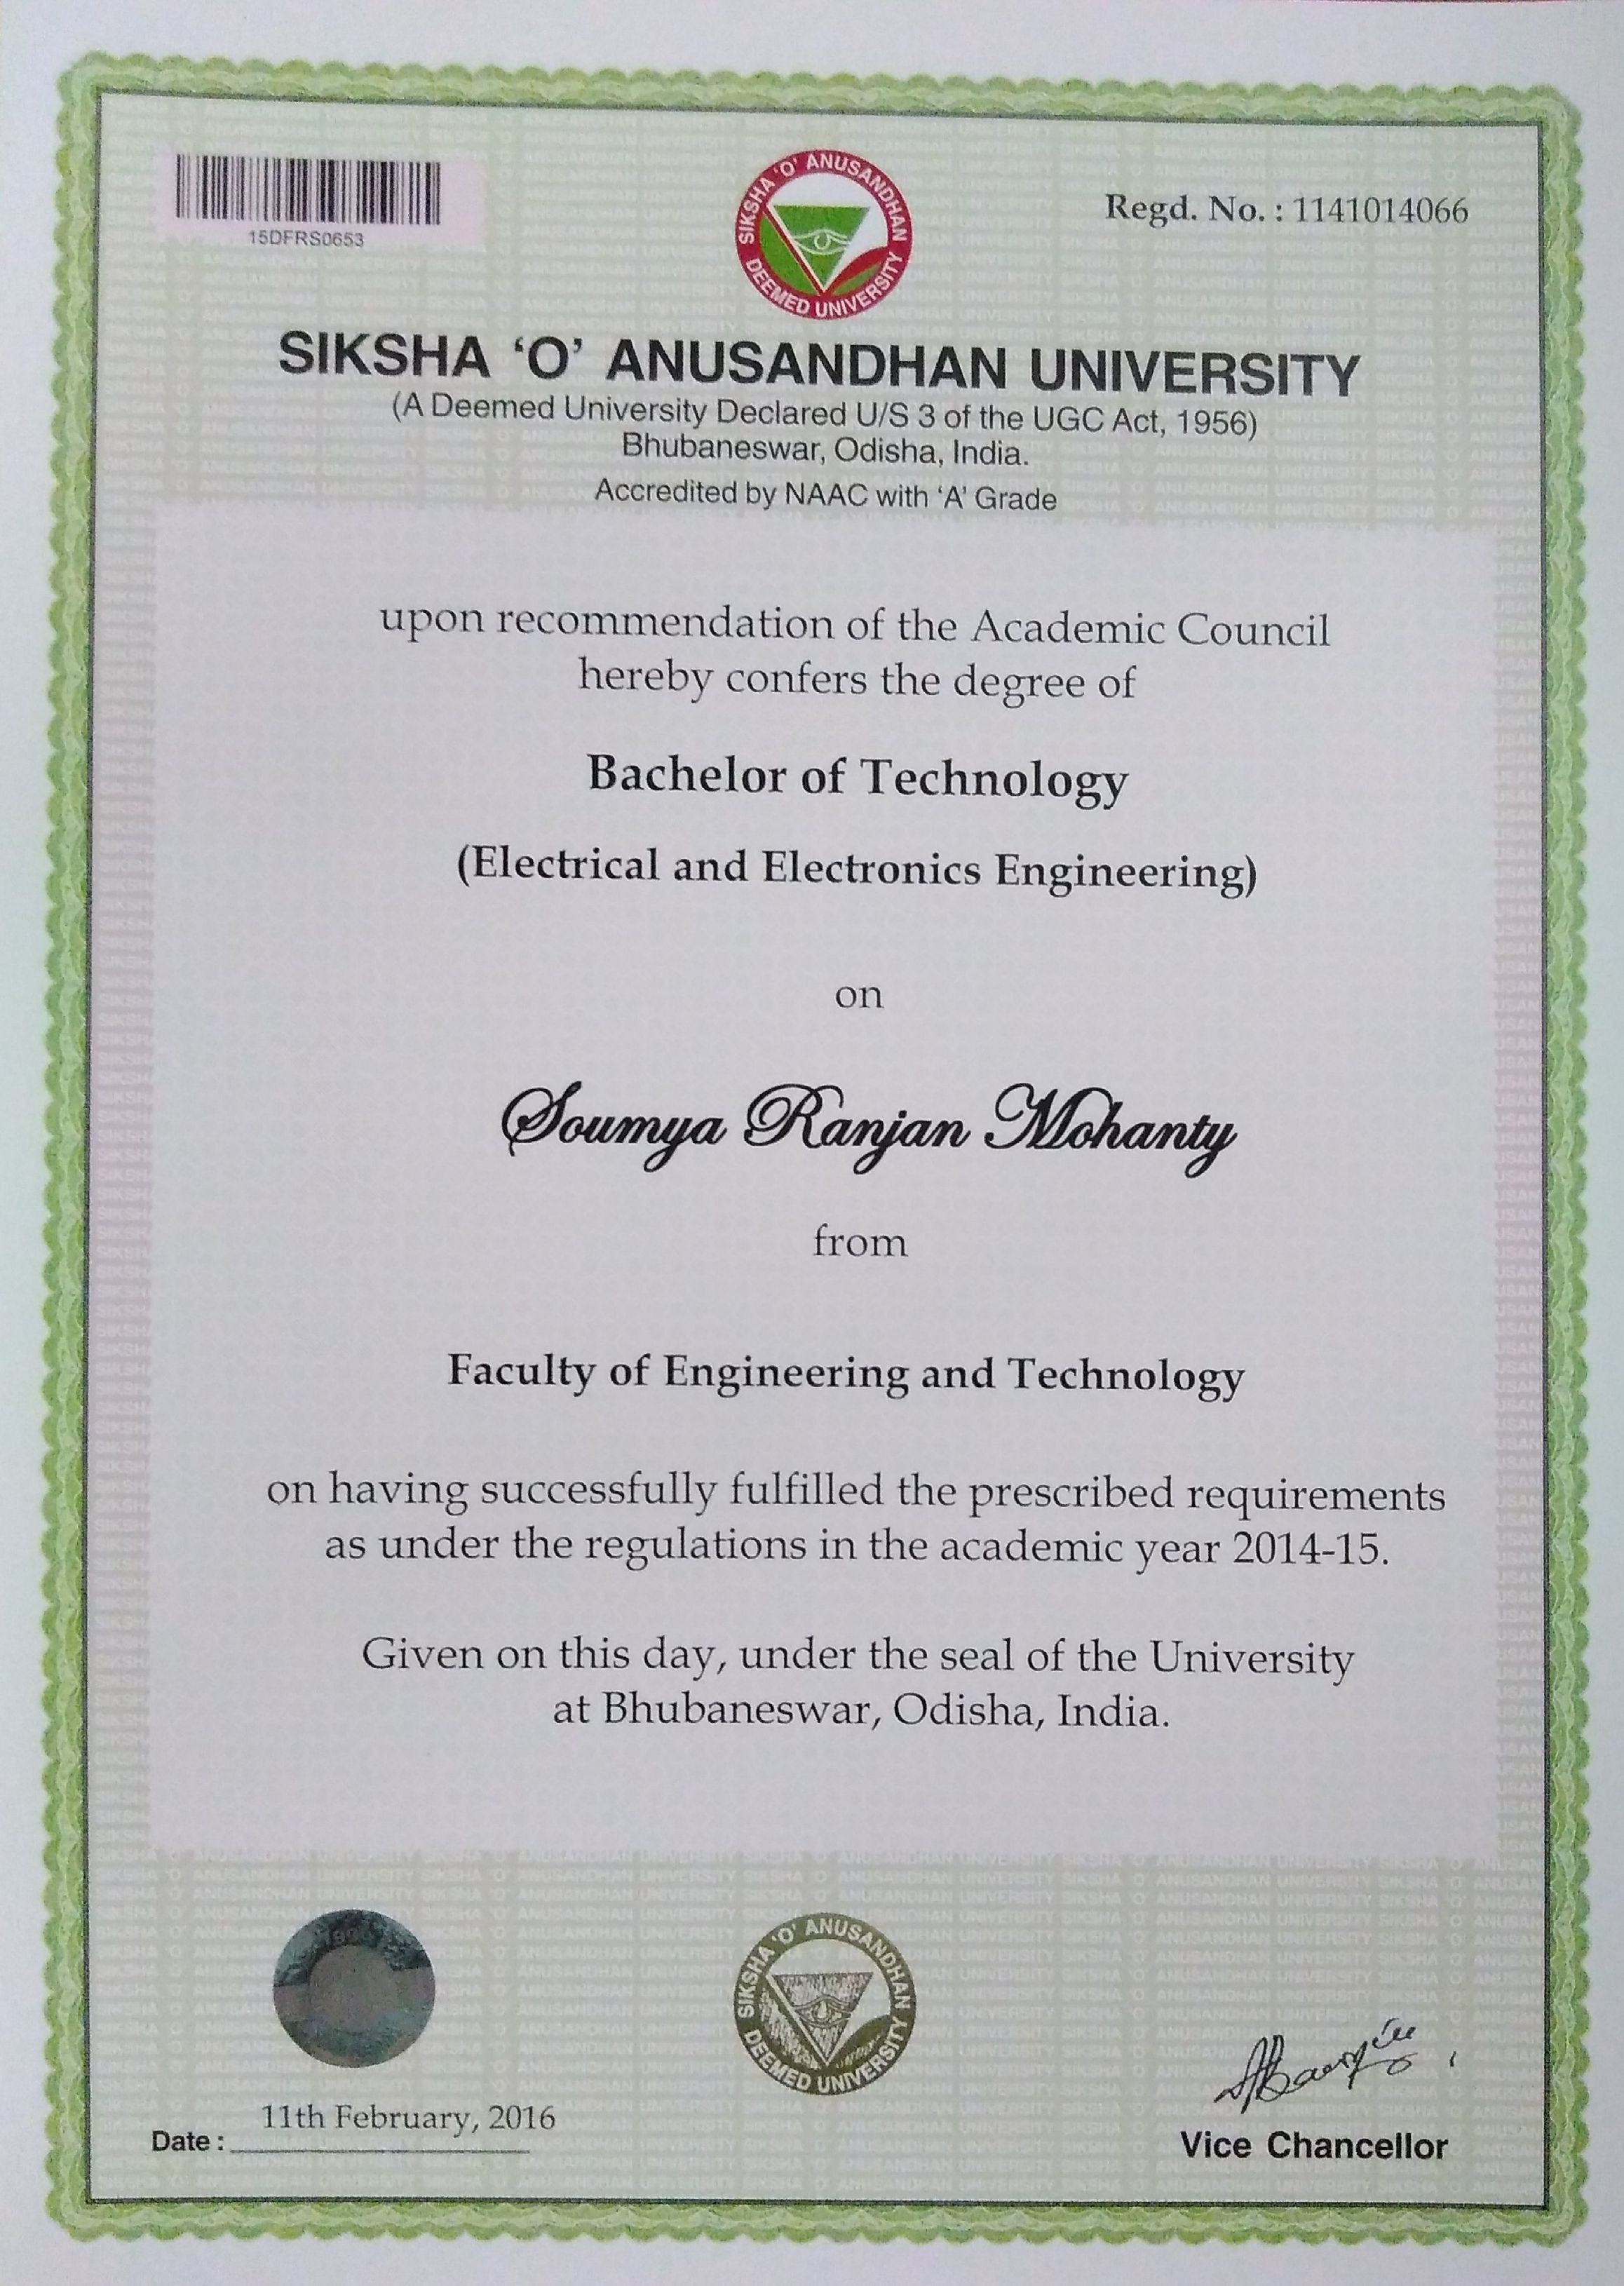 15DFRS0653
SIKSHA 'O' ANUSANDHAN
DEEMED UNIVERSITY
Regd. No. : 1141014066
SIKSHA ‘O’ ANUSANDHAN UNIVERSITY
(A Deemed University Declared U/S 3 of the UGC Act, 1956)
Bhubaneswar, Odisha, India.
Accredited by NAAC with ‘A’ Grade
upon recommendation of the Academic Council
hereby confers the degree of
Bachelor of Technology
(Electrical and Electronics Engineering)
on
Soumya Ranjan Mohanty
from
Faculty of Engineering and Technology
on having successfully fulfilled the prescribed requirements
as under the regulations in the academic year 2014-15.
Given on this day, under the seal of the University
at Bhubaneswar, Odisha, India.
SIKSHA 'O' ANUSANDHAN
DEEMED UNIVERSITY
11th February, 2016
Date :
Vice Chancellor